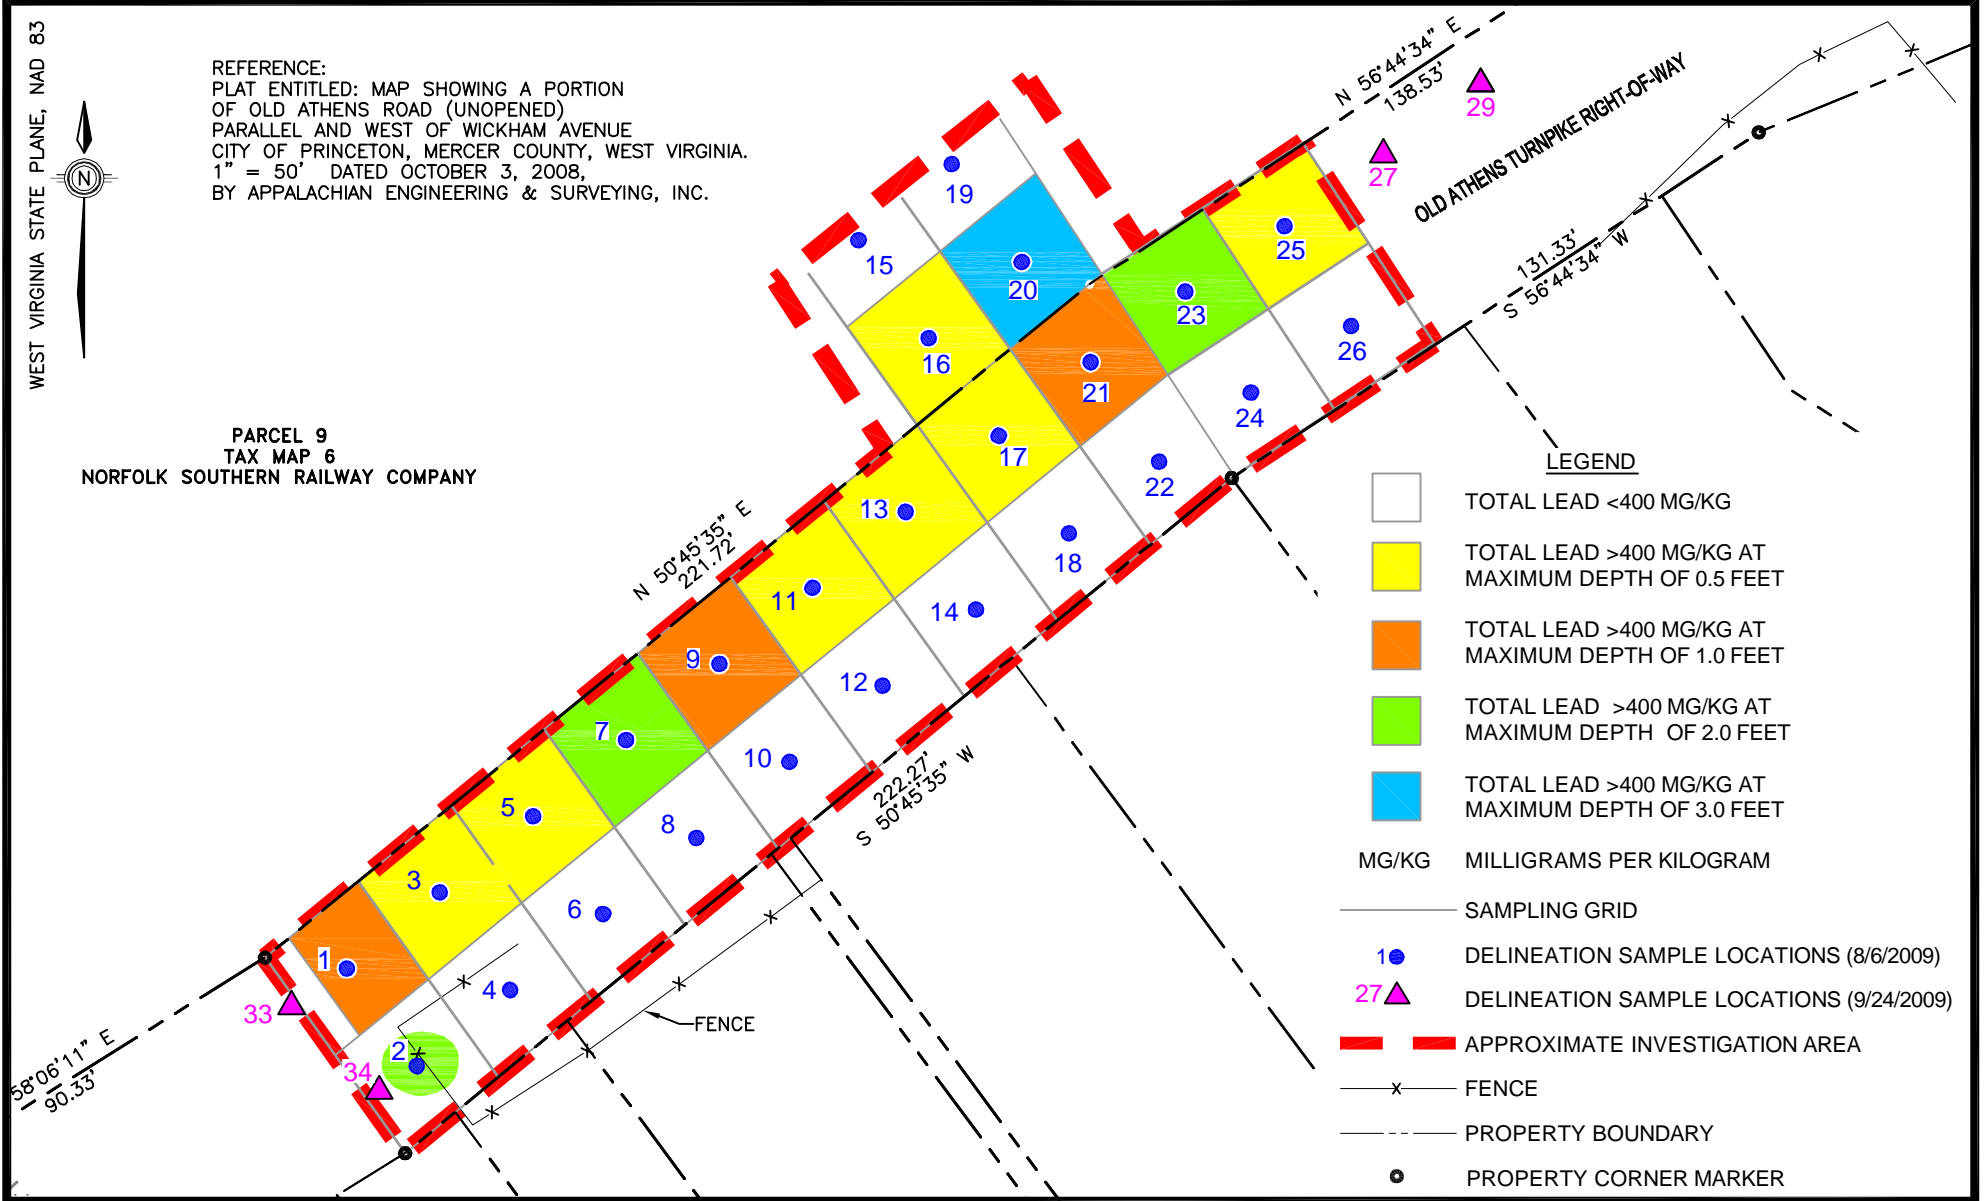 WEST VIRGINIA STATE PLANE, NAD 83
N
REFERENCE:
PLAT ENTITLED: MAP SHOWING A PORTION
OF OLD ATHENS ROAD (UNOPENED)
PARALLEL AND WEST OF WICKHAM AVENUE
CITY OF PRINCETON, MERCER COUNTY, WEST VIRGINIA.
1" = 50' DATED OCTOBER 3, 2008,
BY APPALACHIAN ENGINEERING & SURVEYING, INC.
PARCEL 9
TAX MAP 6
NORFOLK SOUTHERN RAILWAY COMPANY
N 56°44'34" E
138.53'
29
27
OLD ATHENS TURNPIKE RIGHT-OF-WAY
131.33'
S 56°44'34" W
19
15
20
25
23
16
26
21
24
17
22
13
18
N 50°45'35" E
221.72'
11
14
9
12
7
10
5
8
222.27'
S 50°45'35" W
3
6
1
4
33
2
34
FENCE
58°06'11" E
90.33'
LEGEND
TOTAL LEAD <400 MG/KG
TOTAL LEAD >400 MG/KG AT
MAXIMUM DEPTH OF 0.5 FEET
TOTAL LEAD >400 MG/KG AT
MAXIMUM DEPTH OF 1.0 FEET
TOTAL LEAD >400 MG/KG AT
MAXIMUM DEPTH OF 2.0 FEET
TOTAL LEAD >400 MG/KG AT
MAXIMUM DEPTH OF 3.0 FEET
MG/KG MILLIGRAMS PER KILOGRAM
SAMPLING GRID
1 DELINEATION SAMPLE LOCATIONS (8/6/2009)
27 DELINEATION SAMPLE LOCATIONS (9/24/2009)
APPROXIMATE INVESTIGATION AREA
FENCE
PROPERTY BOUNDARY
PROPERTY CORNER MARKER